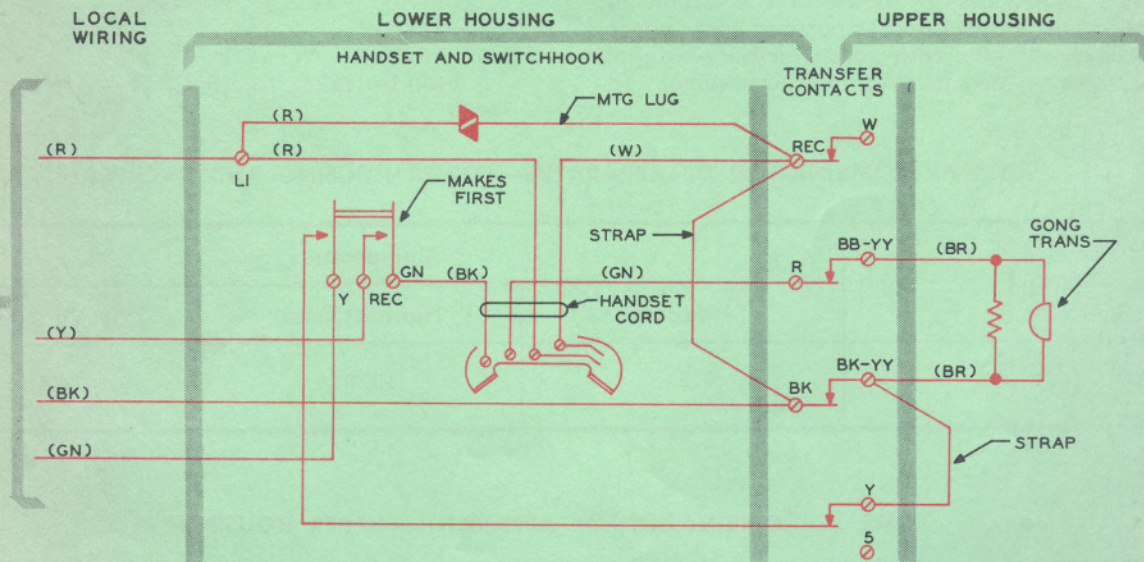 LOCAL WIRING
LOWER HOUSING
UPPER HOUSING
HANDSET AND SWITCHHOOK
TRANSFER CONTACTS
(R)
MTG LUG
W
(R)
(R)
(W)
REC
L1
MAKES FIRST
STRAP
BB-YY
(BR)
GONG TRANS
Y
REC
GN
(BK)
(GN)
R
HANDSET CORD
(Y)
BK-YY
(BR)
(BK)
BK
(GN)
STRAP
Y
5